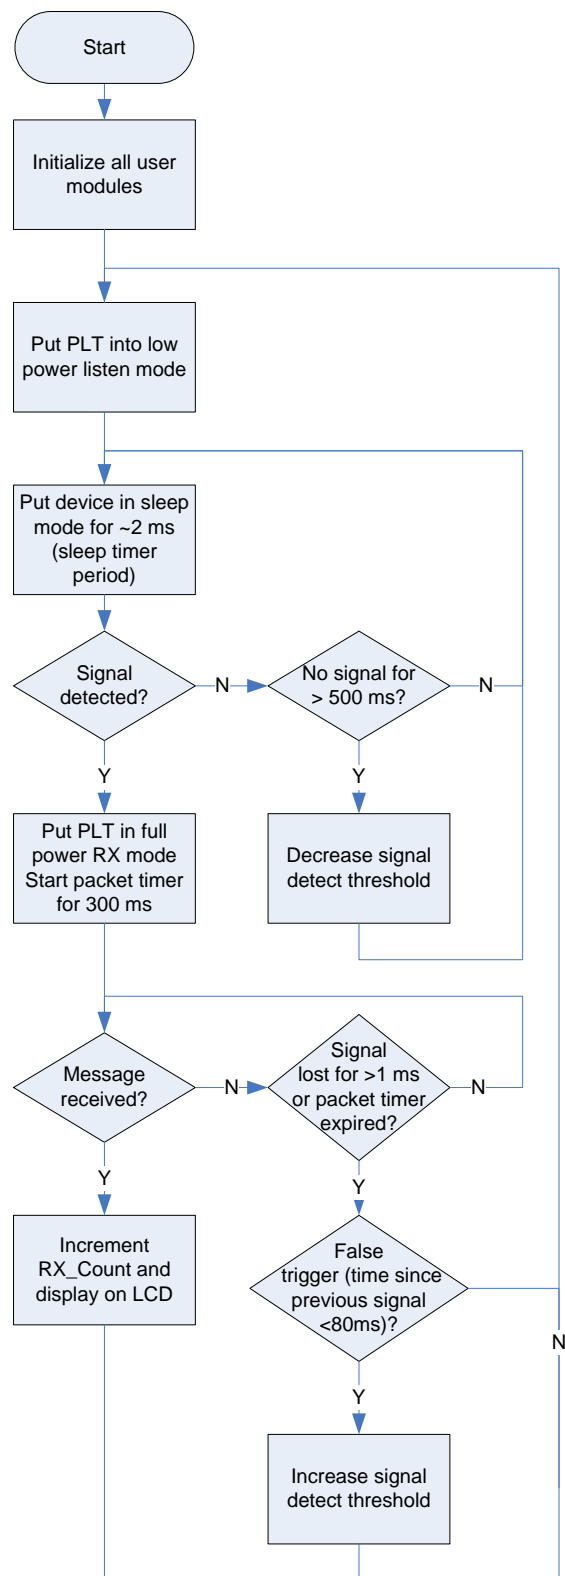 Start
Initialize all user
modules
Put PLT into low
power listen mode
Put device in sleep
mode for ~2 ms
(sleep timer
period)
Signal
detected?
N
No signal for
> 500 ms?
N
Y
Y
Put PLT in full
power RX mode
Start packet timer
for 300 ms
Decrease signal
detect threshold
Message
received?
N
Signal
lost for >1 ms
or packet timer
expired?
N
Y
Y
Increment
RX_Count and
display on LCD
False
trigger (time since
previous signal
<80ms)?
N
Y
Increase signal
detect threshold